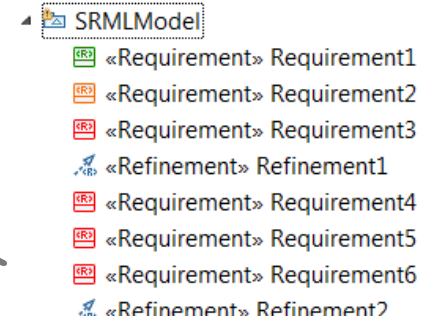 SRMLModel
«Requirement» Requirement1
«Requirement» Requirement2
«Requirement» Requirement3
«Refinement» Refinement1
«Requirement» Requirement4
«Requirement» Requirement5
«Requirement» Requirement6
«Refinement» Refinement2